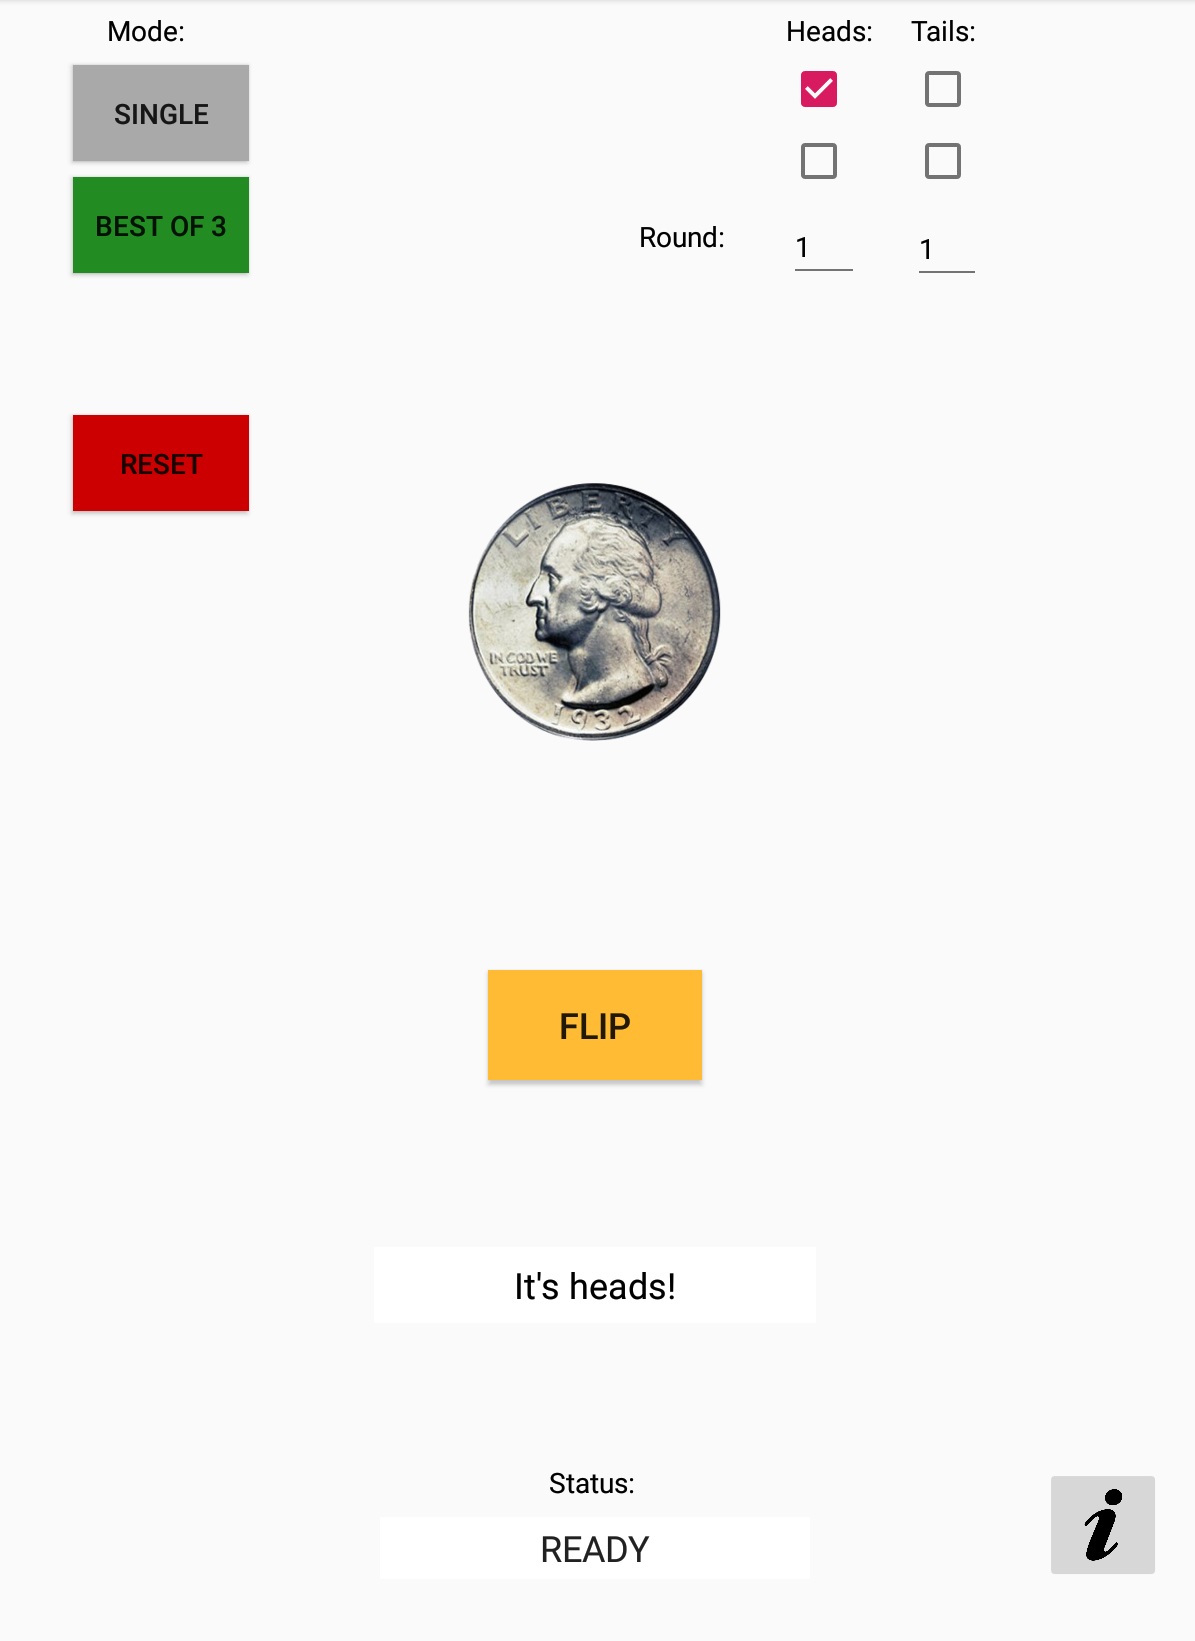 Mode:
Heads: Tails:
SINGLE
BEST OF 3
Round: 1 1
RESET
LIBERTY
IN GOD WE
TRUST
1932
FLIP
It's heads!
Status:
READY
i